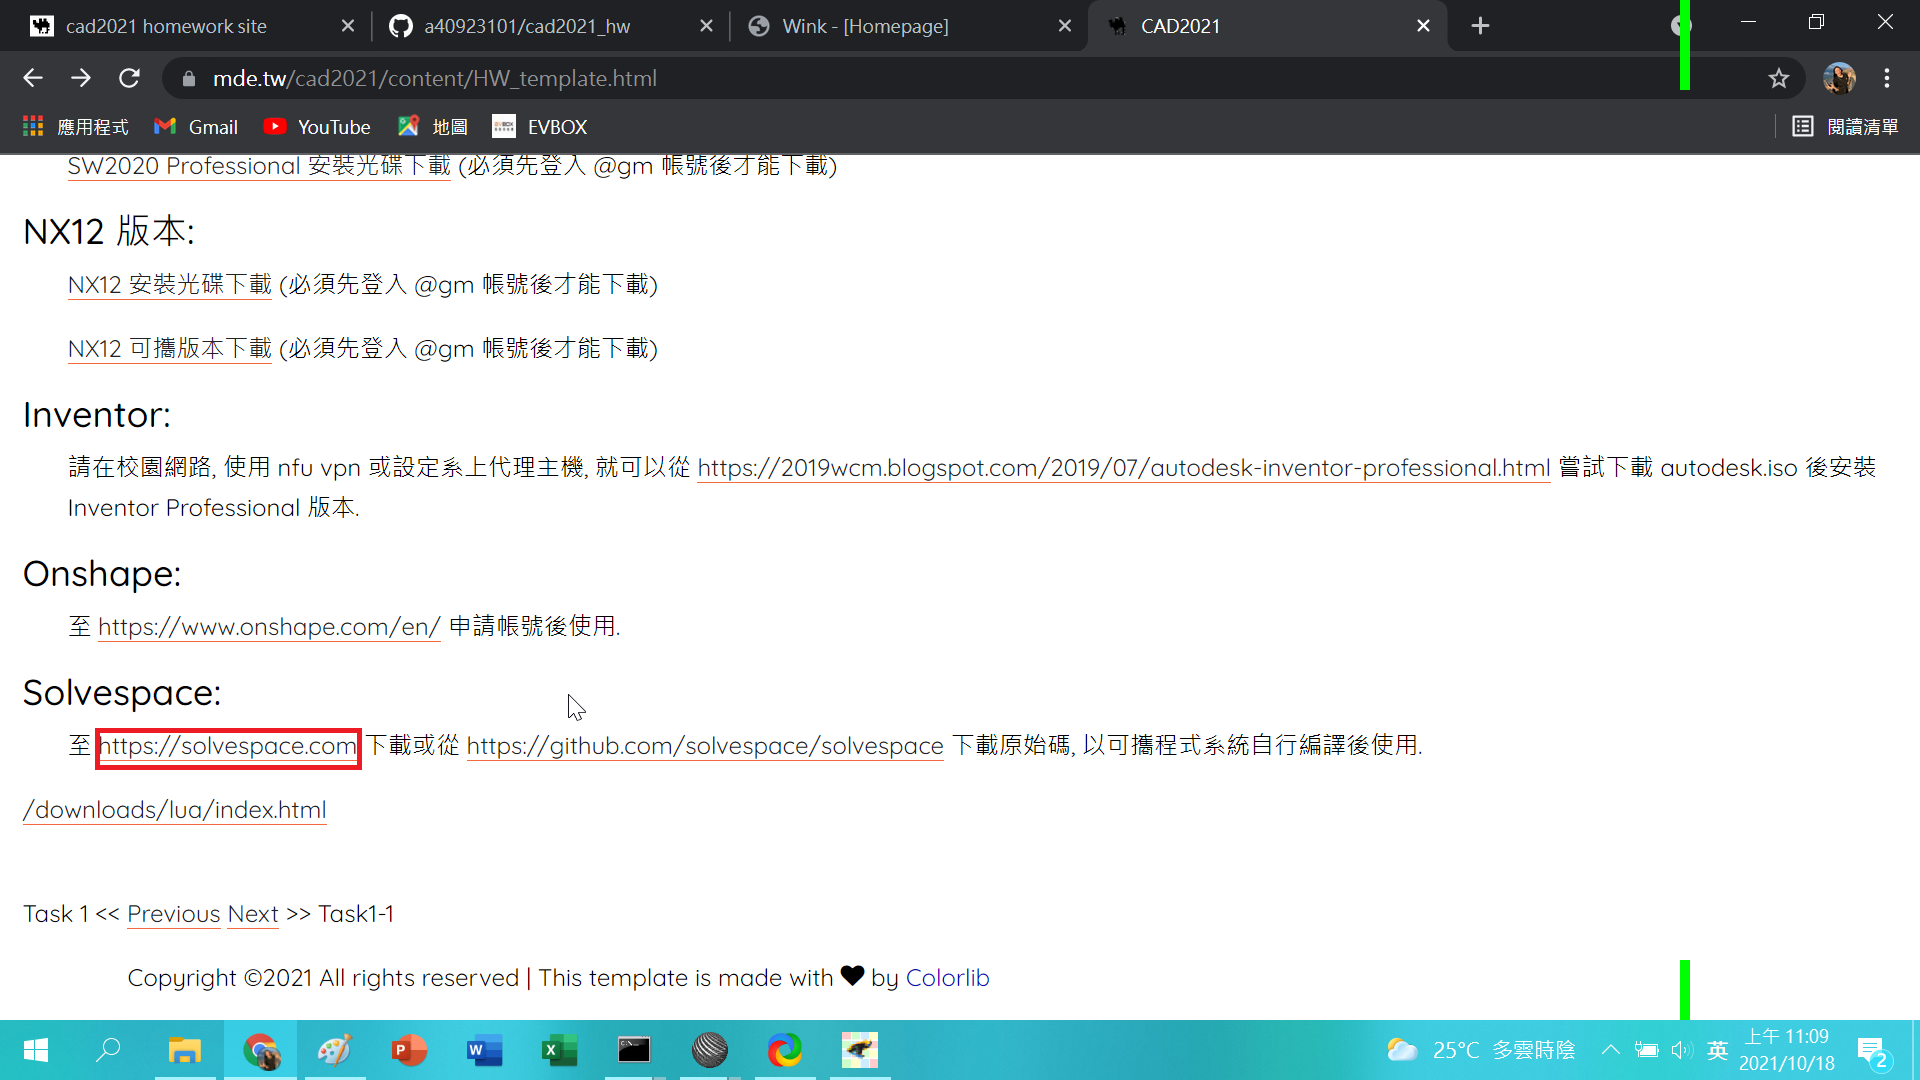 cad2021 homework site
a40923101/cad2021_hw
Wink - [Homepage]
CAD2021
mde.tw/cad2021/content/HW_template.html
應用程式
Gmail
YouTube
地圖
EVBOX
閱讀清單
SW2020 Professional 安裝光碟下載 (必須先登入 @gm 帳號後才能下載)
NX12 版本:
NX12 安裝光碟下載 (必須先登入 @gm 帳號後才能下載)
NX12 可攜版本下載 (必須先登入 @gm 帳號後才能下載)
Inventor:
請在校園網路, 使用 nfu vpn 或設定系上代理主機, 就可以從 https://2019wcm.blogspot.com/2019/07/autodesk-inventor-professional.html 嘗試下載 autodesk.iso 後安裝
Inventor Professional 版本.
Onshape:
至 https://www.onshape.com/en/ 申請帳號後使用.
Solvespace:
至 https://solvespace.com 下載或從 https://github.com/solvespace/solvespace 下載原始碼, 以可攜程式系統自行編譯後使用.
/downloads/lua/index.html
Task 1 << Previous Next >> Task1-1
Copyright ©2021 All rights reserved | This template is made with ♥ by Colorlib
25°C 多雲時陰
英
上午 11:09
2021/10/18
2